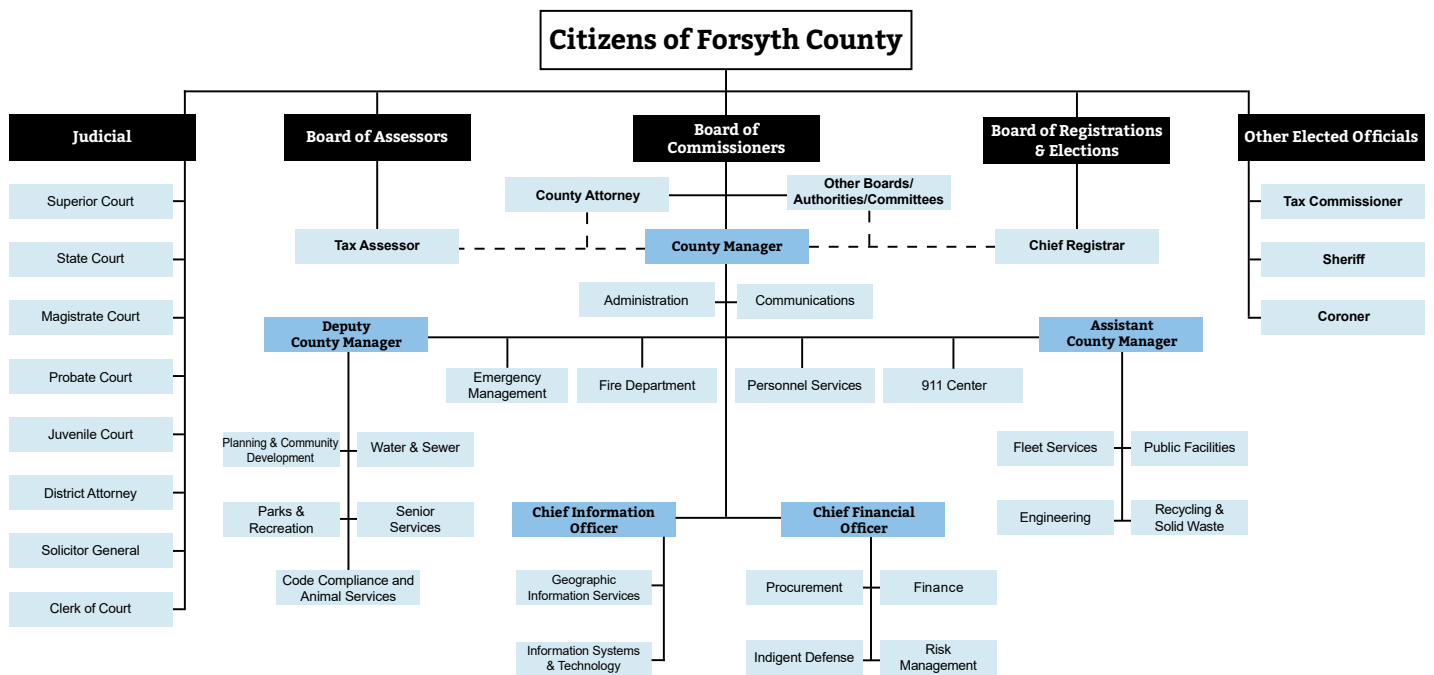 Citizens of Forsyth County
Judicial
Board of Assessors
Board of
Commissioners
Board of Registrations
& Elections
Other Elected Officials
Superior Court
State Court
Magistrate Court
Probate Court
Juvenile Court
District Attorney
Solicitor General
Clerk of Court
Tax Assessor
County Attorney
Other Boards/
Authorities/Committees
County Manager
Chief Registrar
Tax Commissioner
Sheriff
Coroner
Administration
Communications
Deputy
County Manager
Assistant
County Manager
Emergency
Management
Fire Department
Personnel Services
911 Center
Planning & Community
Development
Water & Sewer
Parks &
Recreation
Senior
Services
Code Compliance and
Animal Services
Fleet Services
Public Facilities
Engineering
Recycling &
Solid Waste
Chief Information
Officer
Chief Financial
Officer
Geographic
Information Services
Information Systems
& Technology
Procurement
Finance
Indigent Defense
Risk
Management